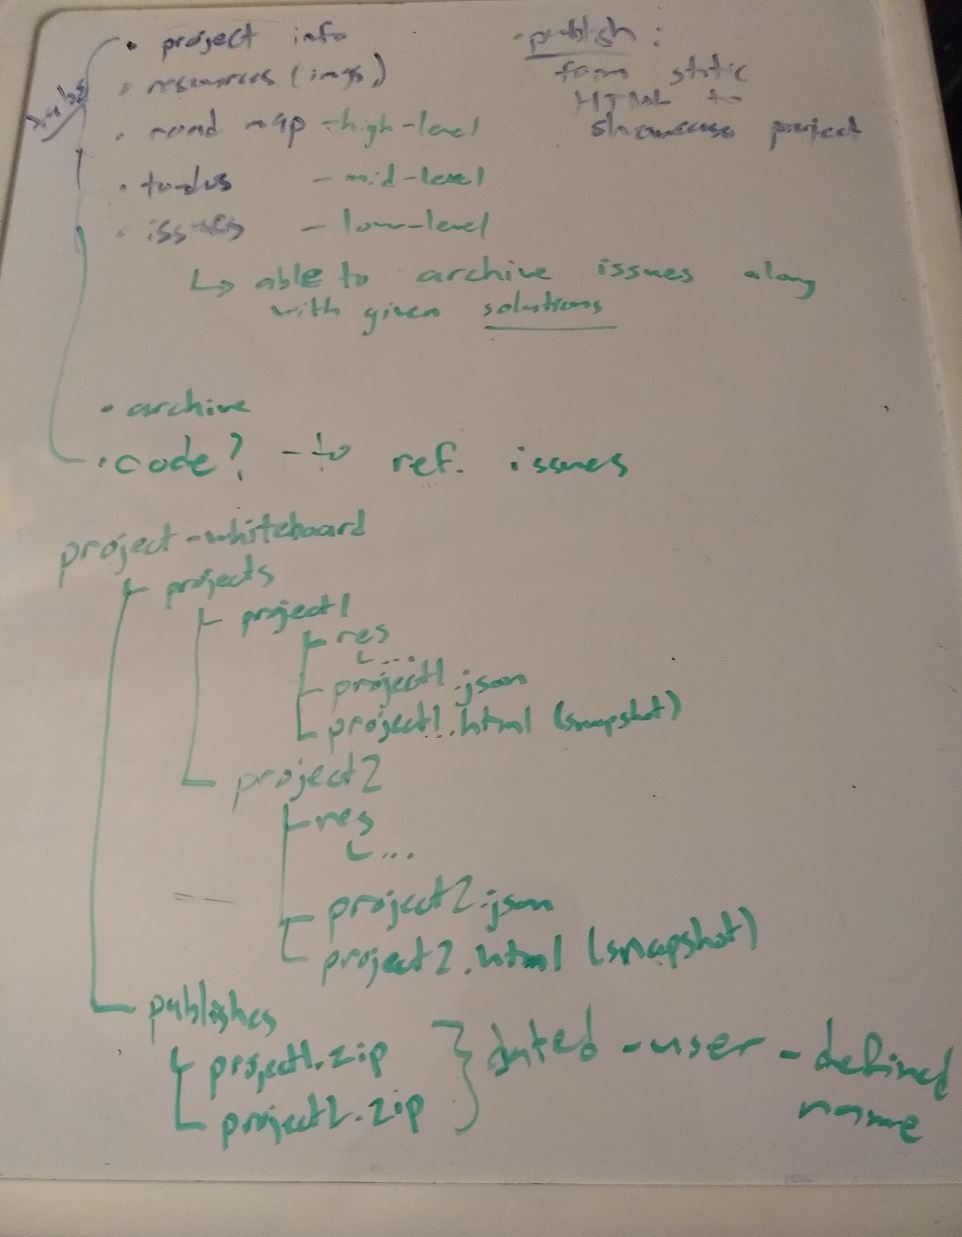 tabs
• project info
• resources (imgs)
• road map - high-level
• todos - mid-level
• issues - low-level
↳ able to archive issues along
with given solutions
• archive
• code? - to ref. issues
• publish:
form static
HTML to
showcase project
project-whiteboard
projects
project1
res
...
project1.json
project1.html (snapshot)
project2
res
...
project2.json
project2.html (snapshot)
publishes
project1.zip
project2.zip
} dated-user-defined
name